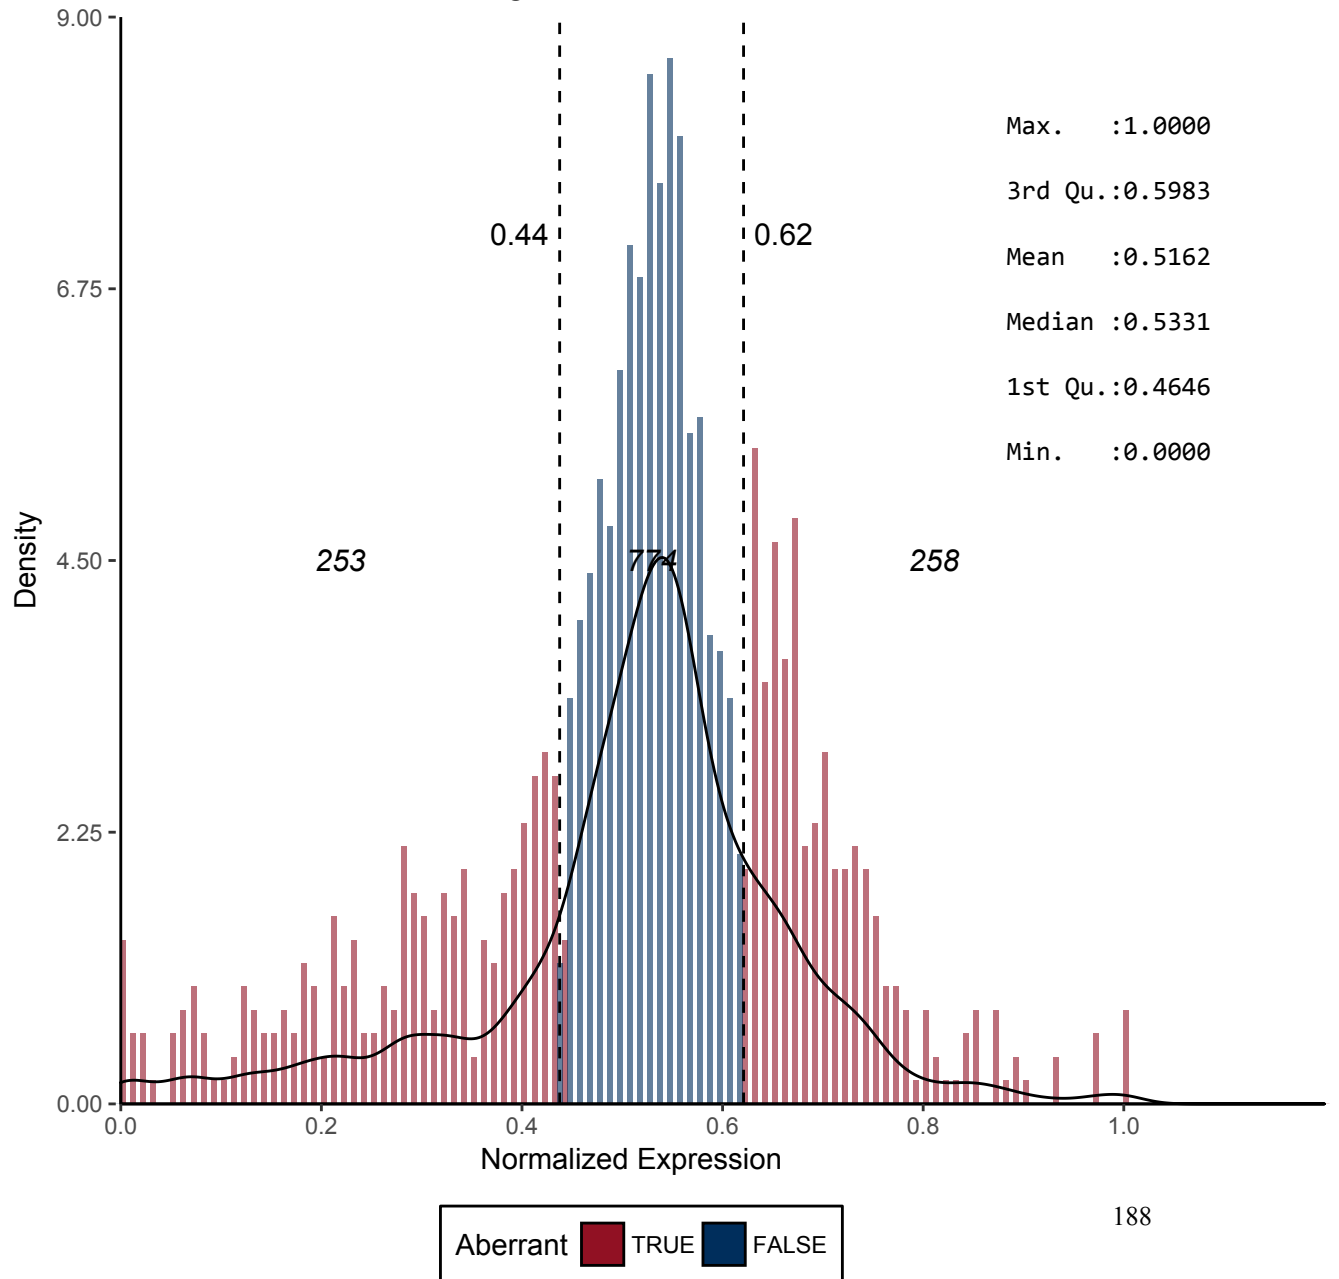 9.00
6.75
4.50
2.25
0.00
Density
0.44
0.62
253
774
258
Max.   :1.0000
3rd Qu.:0.5983
Mean   :0.5162
Median :0.5331
1st Qu.:0.4646
Min.   :0.0000
0.0 0.2 0.4 0.6 0.8 1.0
Normalized Expression
188
Aberrant TRUE FALSE